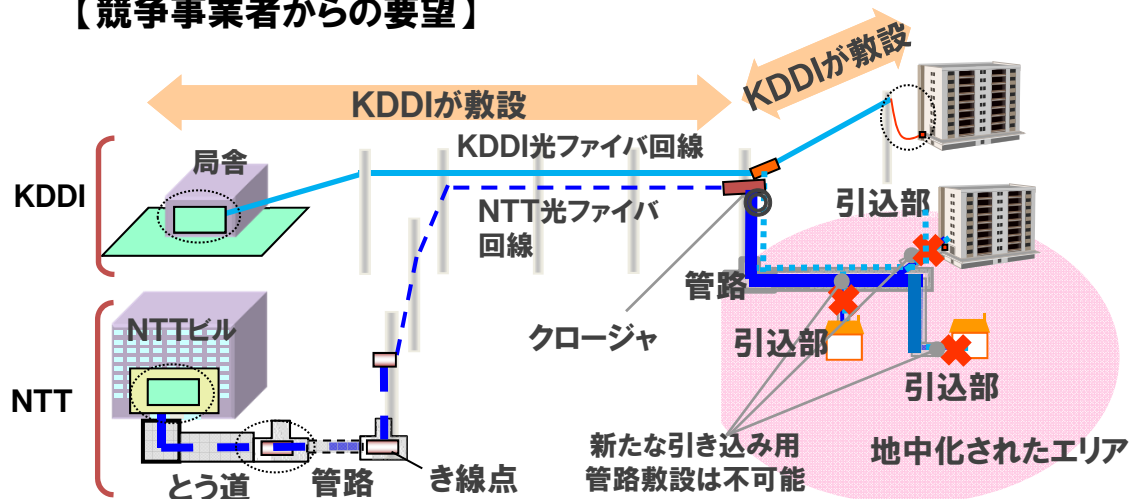 【競争事業者からの要望】
KDDIが敷設
KDDIが敷設
KDDI
局舎
KDDI光ファイバ回線
NTT光ファイバ
回線
引込部
管路
クロージャ
引込部
引込部
NTT
NTTビル
とう道
管路
き線点
新たな引き込み用
管路敷設は不可能
地中化されたエリア